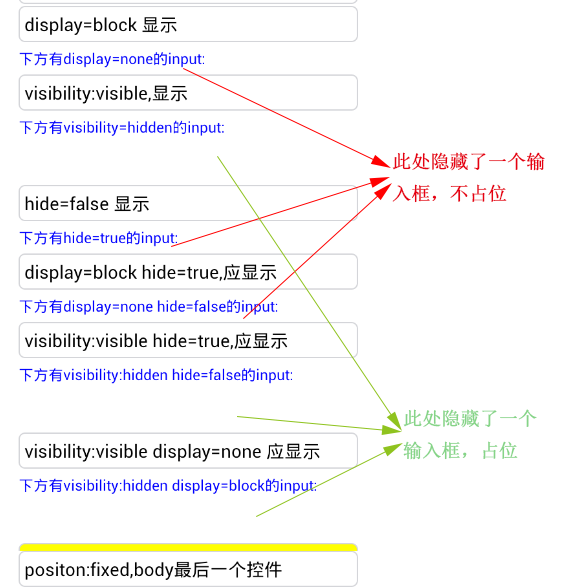 display=block 显示
下方有display=none的input:
visibility:visible,显示
下方有visibility=hidden的input:
此处隐藏了一个输
入框，不占位
hide=false 显示
下方有hide=true的input:
display=block hide=true,应显示
下方有display=none hide=false的input:
visibility:visible hide=true,应显示
下方有visibility:hidden hide=false的input:
此处隐藏了一个
输入框，占位
visibility:visible display=none 应显示
下方有visibility:hidden display=block的input:
positon:fixed,body最后一个控件